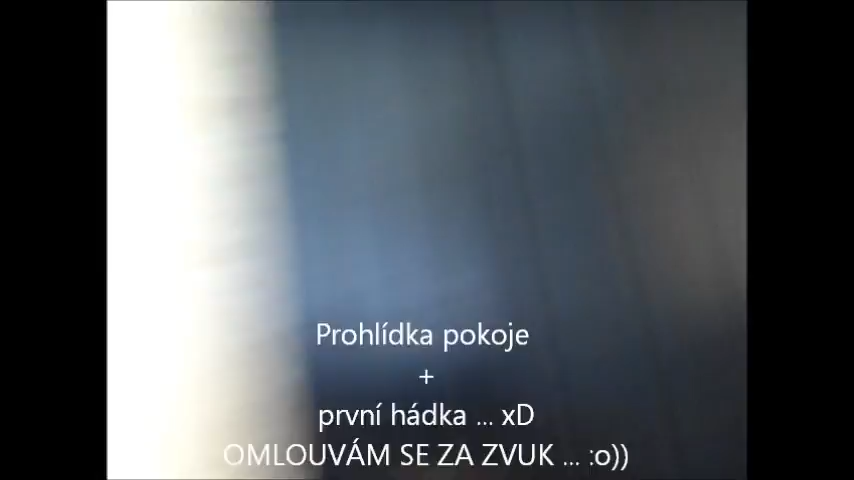 Prohlídka pokoje
+
první hádka ... xD
OMLOUVÁM SE ZA ZVUK ... :o))